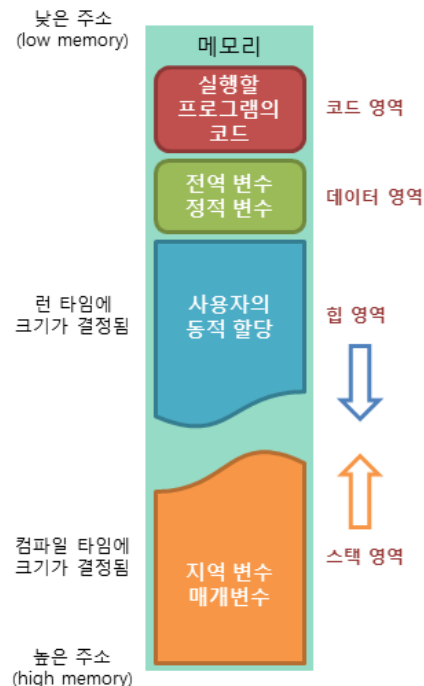 낮은 주소
(low memory)
메모리
실행할
프로그램의
코드
코드 영역
전역 변수
정적 변수
데이터 영역
런 타임에
크기가 결정됨
사용자의
동적 할당
힙 영역
컴파일 타임에
크기가 결정됨
지역 변수
매개변수
스택 영역
높은 주소
(high memory)